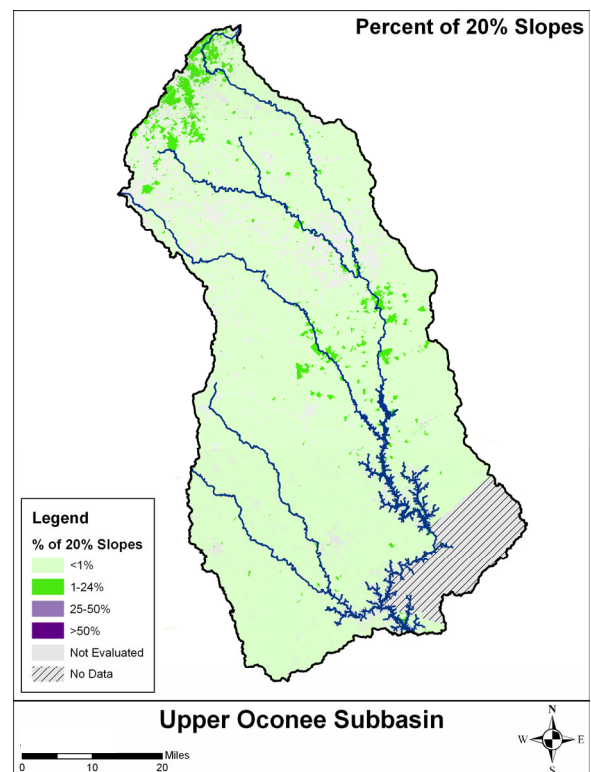 Percent of 20% Slopes
Legend
% of 20% Slopes
<1%
1-24%
25-50%
>50%
Not Evaluated
No Data
Upper Oconee Subbasin
Miles
0 10 20
N
W E
S